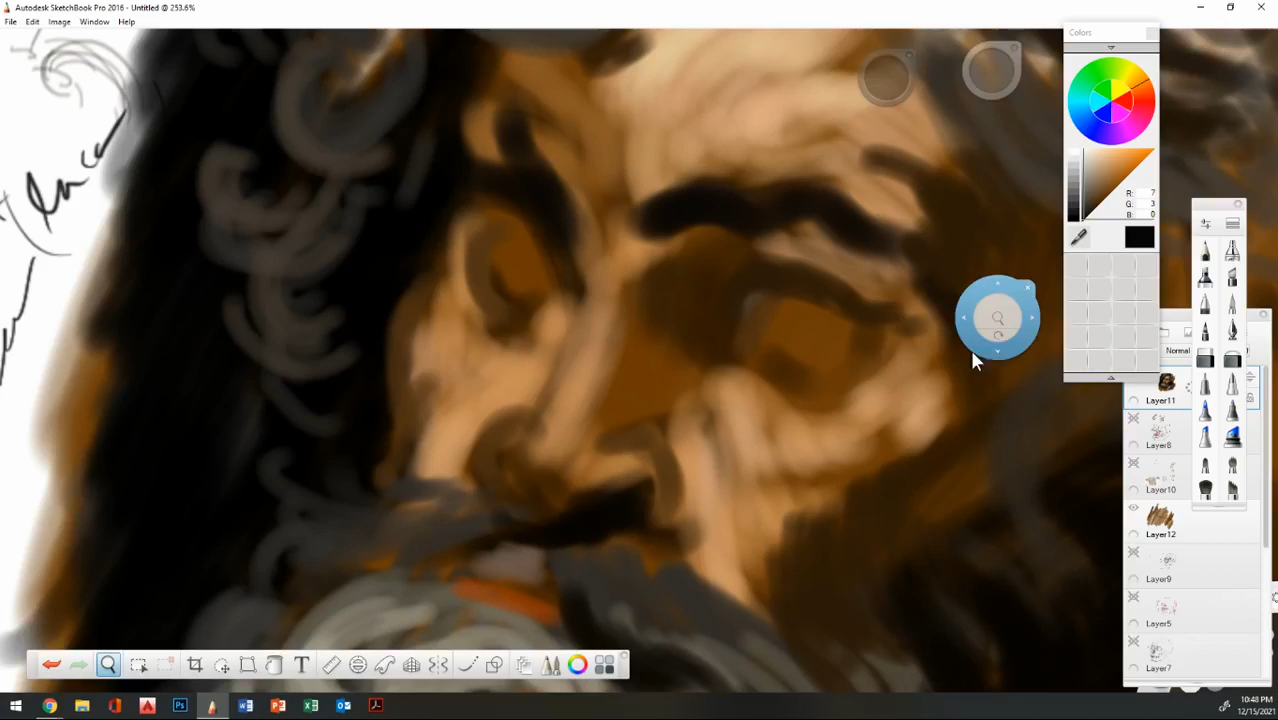 Autodesk SketchBook Pro 2016 - Untitled @ 253.6%
File Edit Image Window Help
Colors
R: 7
G: 3
B: 0
Normal
Layer11
Layer8
Layer10
Layer12
Layer9
Layer5
Layer7
T
Ps
10:48 PM
12/15/2021